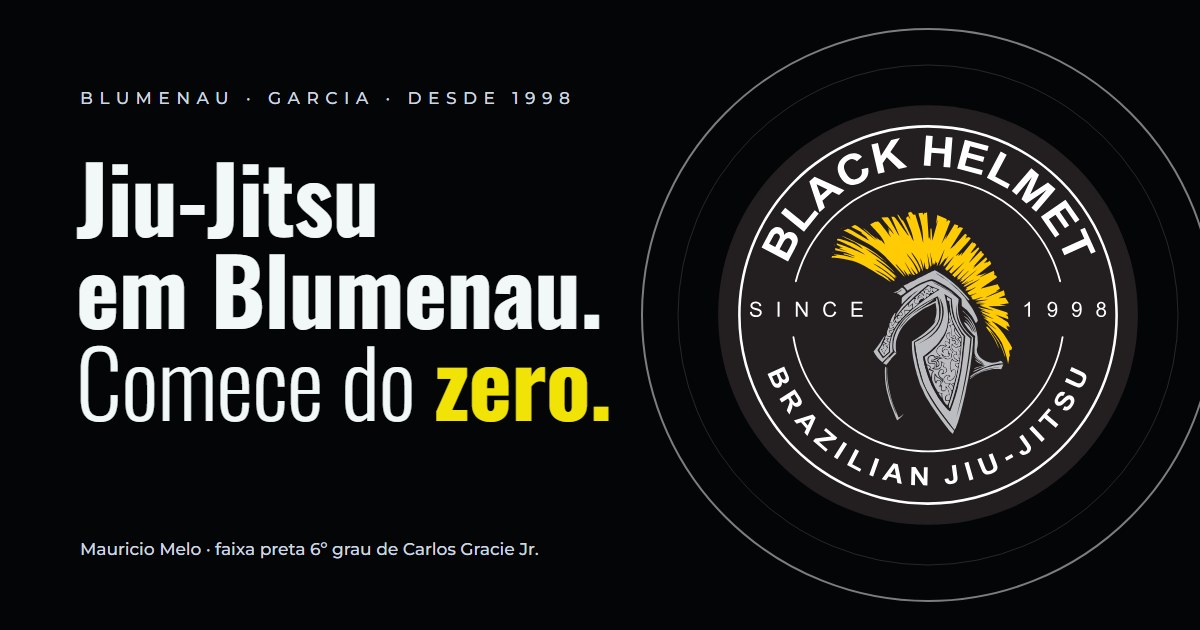 BLUMENAU · GARCIA · DESDE 1998
Jiu-Jitsu
em Blumenau.
Comece do zero.
Mauricio Melo · faixa preta 6º grau de Carlos Gracie Jr.
BLACK HELMET
SINCE 1998
BRAZILIAN JIU-JITSU